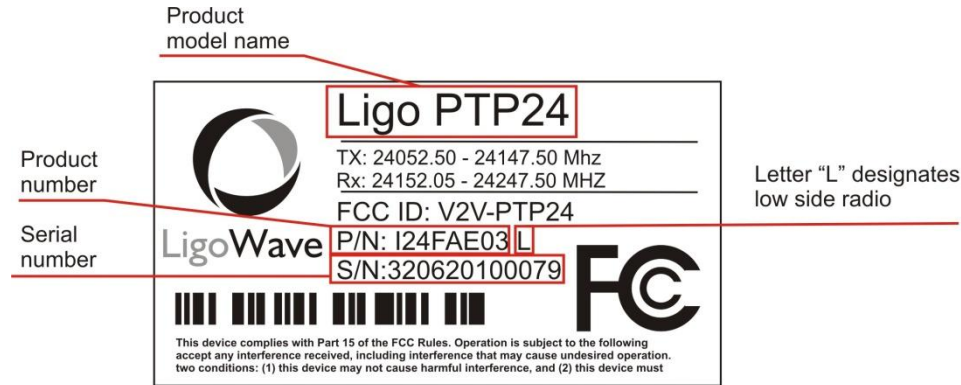 Product
model name
Ligo PTP24
TX: 24052.50 - 24147.50 Mhz
Rx: 24152.05 - 24247.50 MHZ
Product
number
Letter “L” designates
low side radio
FCC ID: V2V-PTP24
LigoWave
P/N: I24FAE03 L
Serial
number
S/N:320620100079
FCC
This device complies with Part 15 of the FCC Rules. Operation is subject to the following
accept any interference received, including interference that may cause undesired operation.
two conditions: (1) this device may not cause harmful interference, and (2) this device must